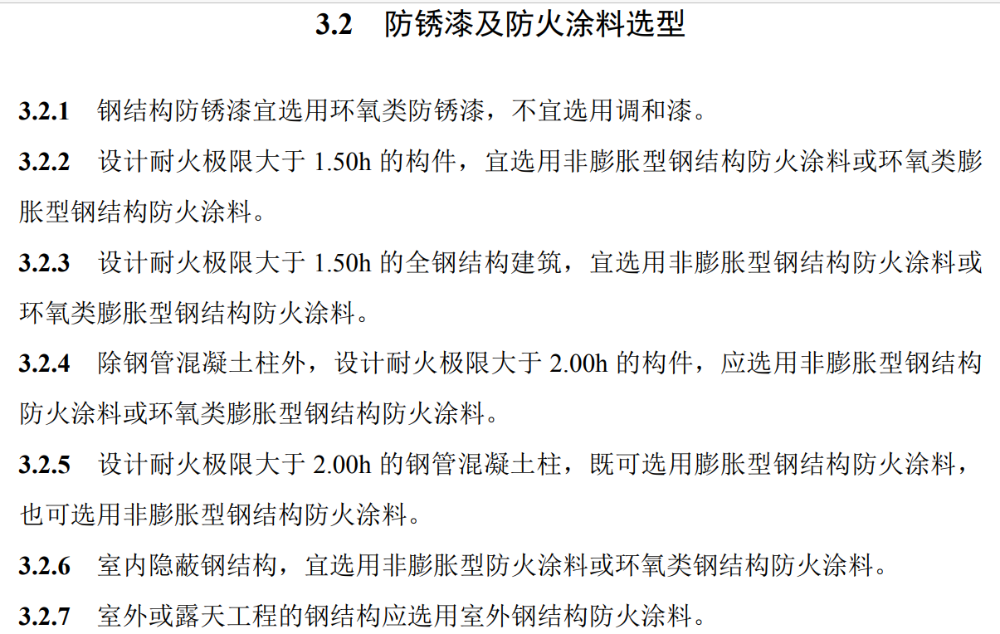 3.2 防锈漆及防火涂料选型
3.2.1 钢结构防锈漆宜选用环氧类防锈漆，不宜选用调和漆。
3.2.2 设计耐火极限大于 1.50h 的构件，宜选用非膨胀型钢结构防火涂料或环氧类膨
胀型钢结构防火涂料。
3.2.3 设计耐火极限大于 1.50h 的全钢结构建筑，宜选用非膨胀型钢结构防火涂料或
环氧类膨胀型钢结构防火涂料。
3.2.4 除钢管混凝土柱外，设计耐火极限大于 2.00h 的构件，应选用非膨胀型钢结构
防火涂料或环氧类膨胀型钢结构防火涂料。
3.2.5 设计耐火极限大于 2.00h 的钢管混凝土柱，既可选用膨胀型钢结构防火涂料，
也可选用非膨胀型钢结构防火涂料。
3.2.6 室内隐蔽钢结构，宜选用非膨胀型防火涂料或环氧类钢结构防火涂料。
3.2.7 室外或露天工程的钢结构应选用室外钢结构防火涂料。